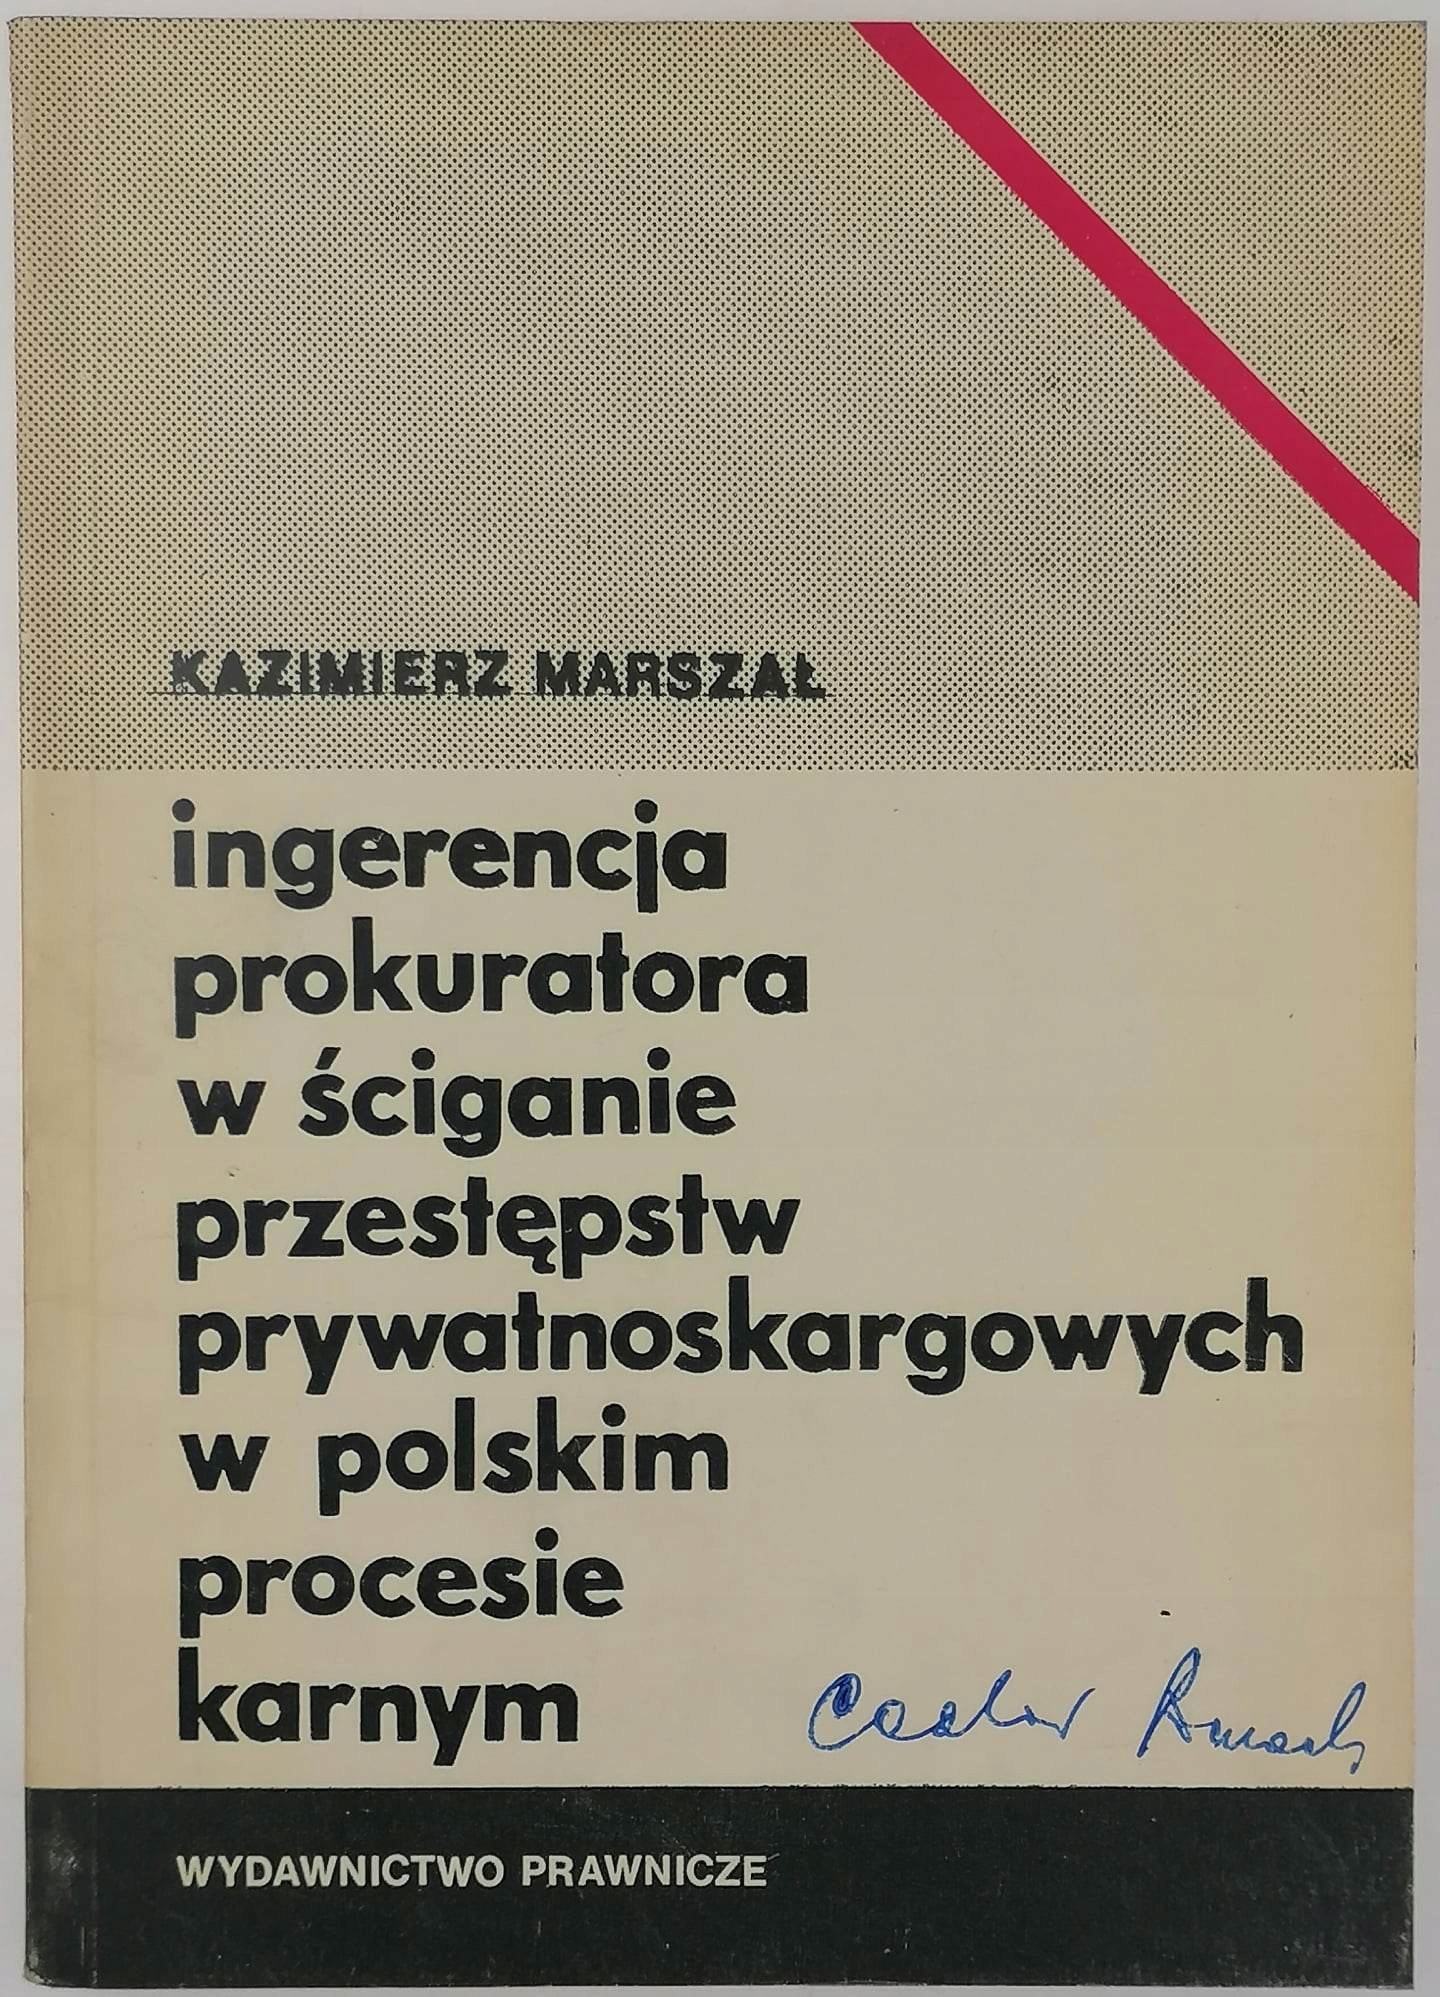 KAZIMIERZ MARSZAŁ
ingerencja
prokuratora
w ściganie
przestępstw
prywatnoskargowych
w polskim
procesie
karnym
WYDAWNICTWO PRAWNICZE